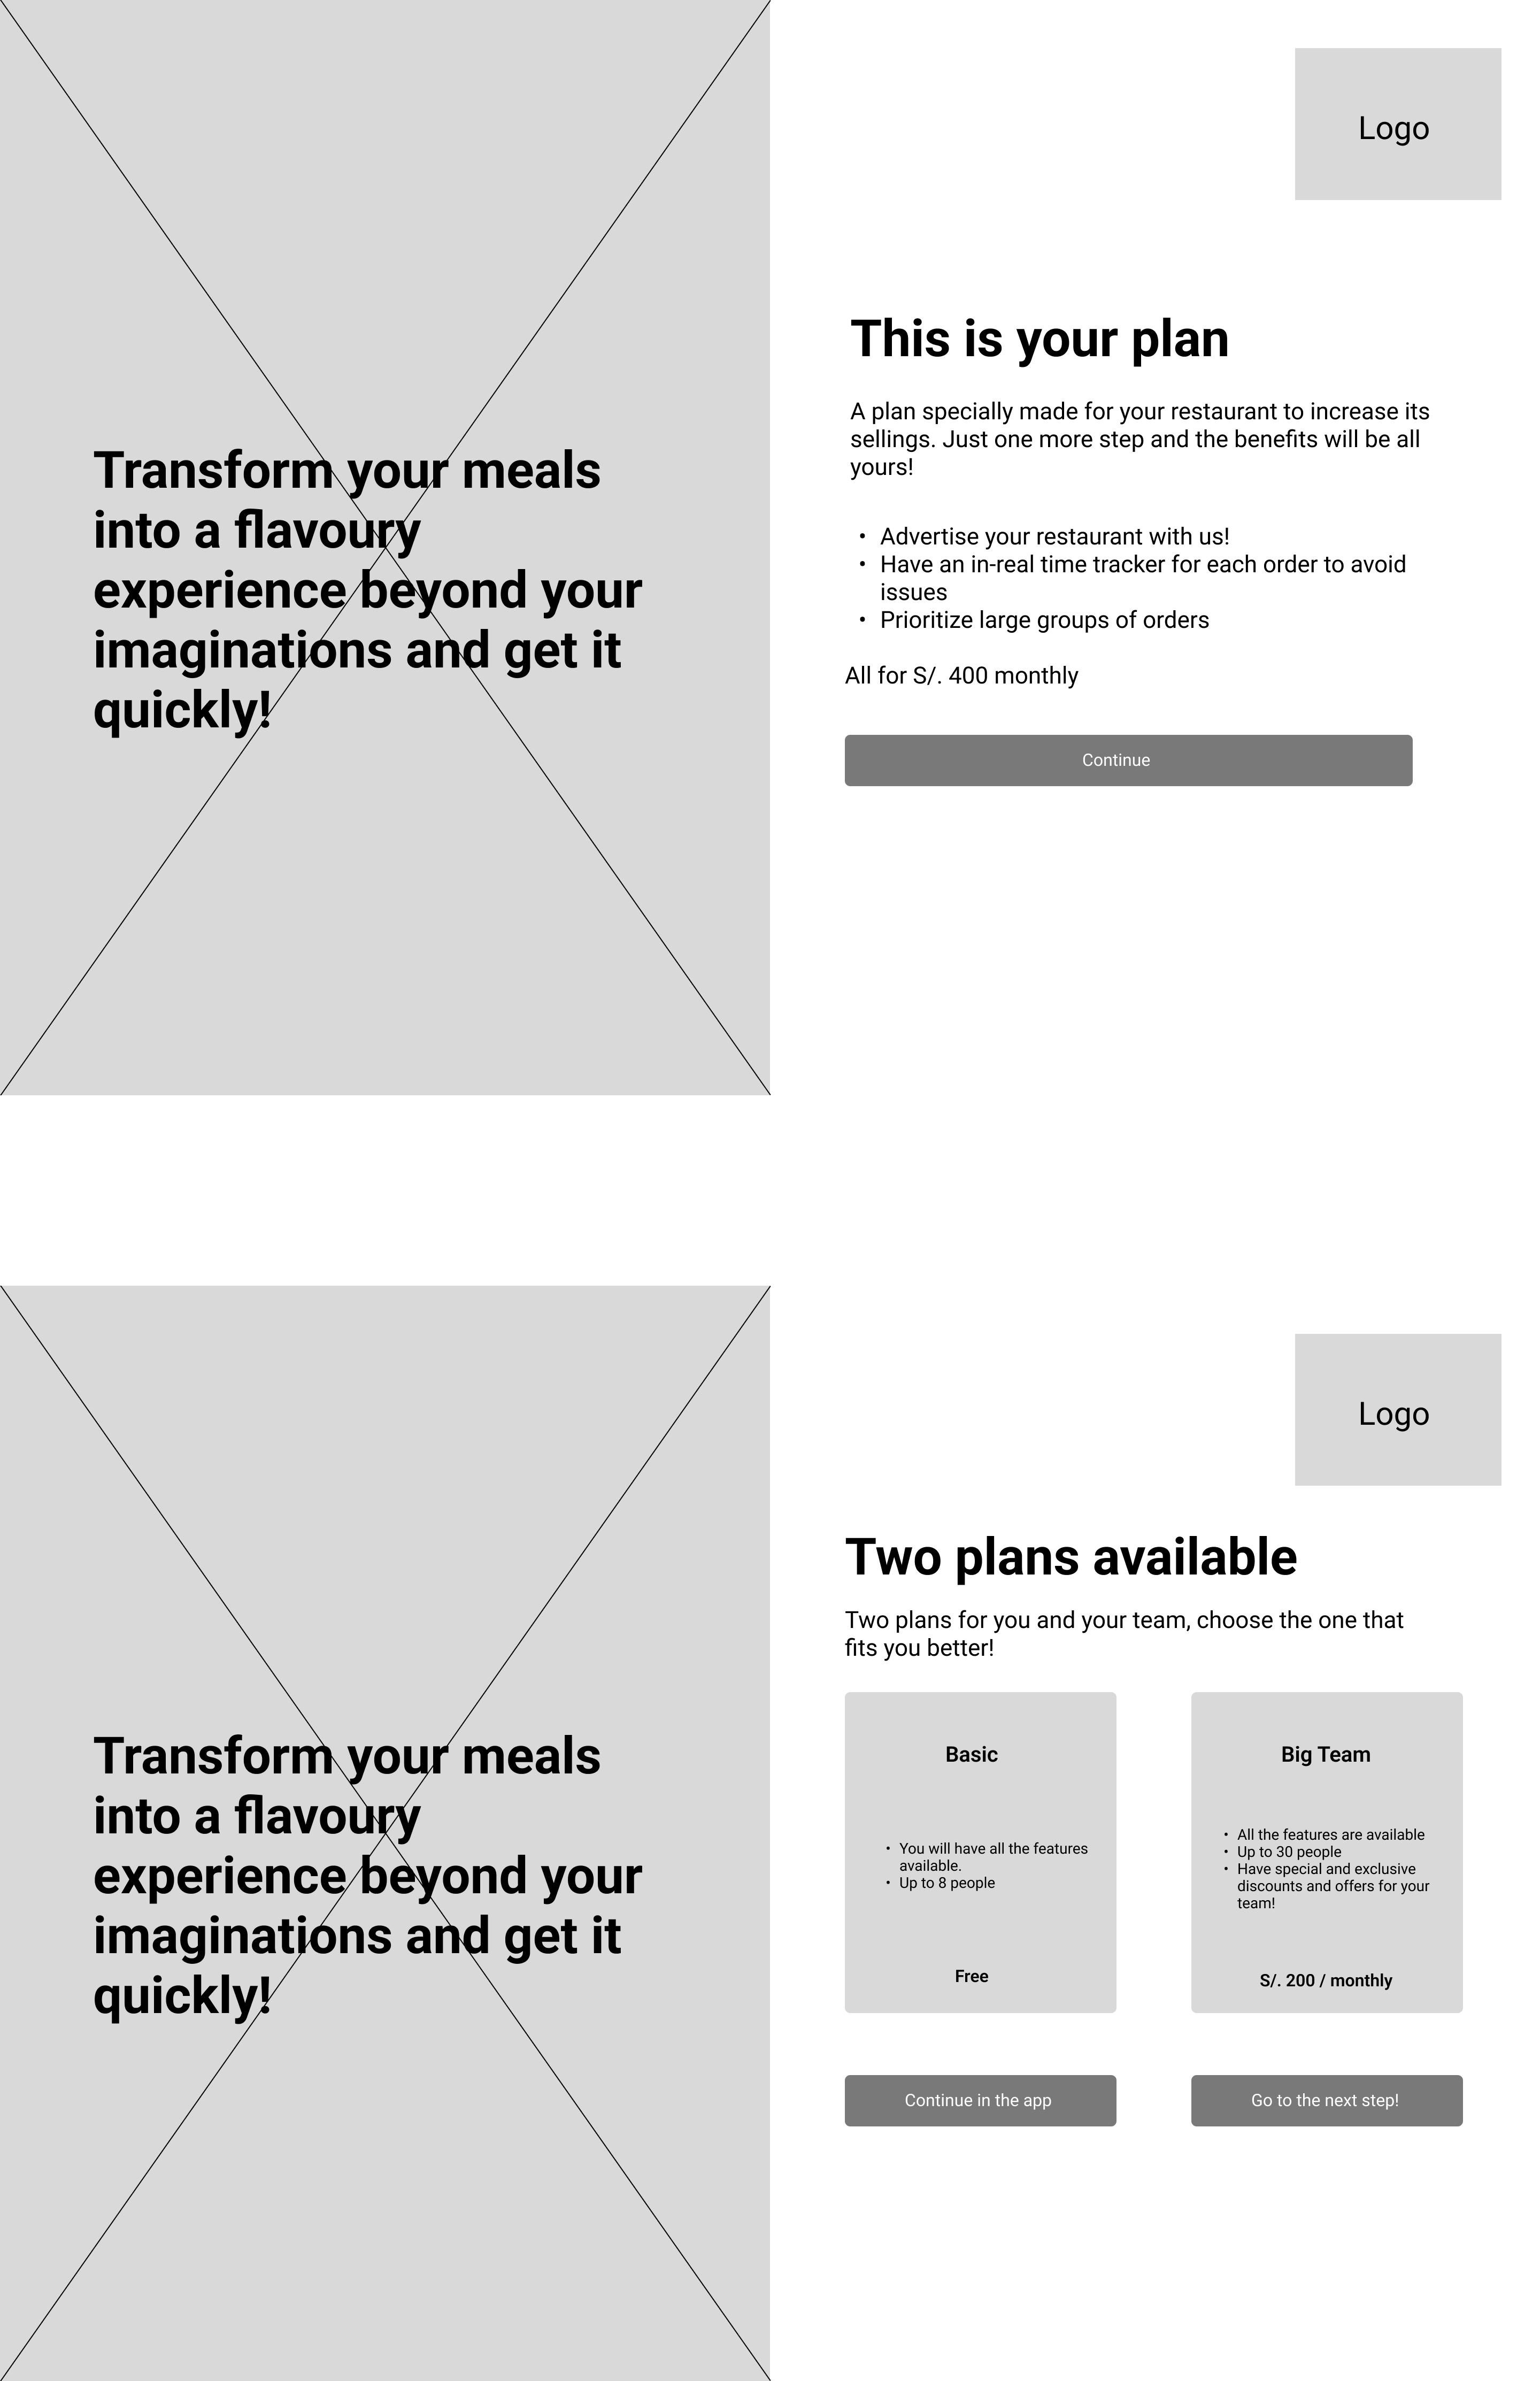 Logo
This is your plan
A plan specially made for your restaurant to increase its
sellings. Just one more step and the benefits will be all
yours!
Transform your meals
into a flavoury
experience beyond your
imaginations and get it
quickly!
• Advertise your restaurant with us!
• Have an in-real time tracker for each order to avoid
issues
• Prioritize large groups of orders
All for S/. 400 monthly
Continue
Logo
Two plans available
Two plans for you and your team, choose the one that
fits you better!
Transform your meals
into a flavoury
experience beyond your
imaginations and get it
quickly!
Basic
• You will have all the features
available.
• Up to 8 people
Free
Continue in the app
Big Team
• All the features are available
• Up to 30 people
• Have special and exclusive
discounts and offers for your
team!
S/. 200 / monthly
Go to the next step!